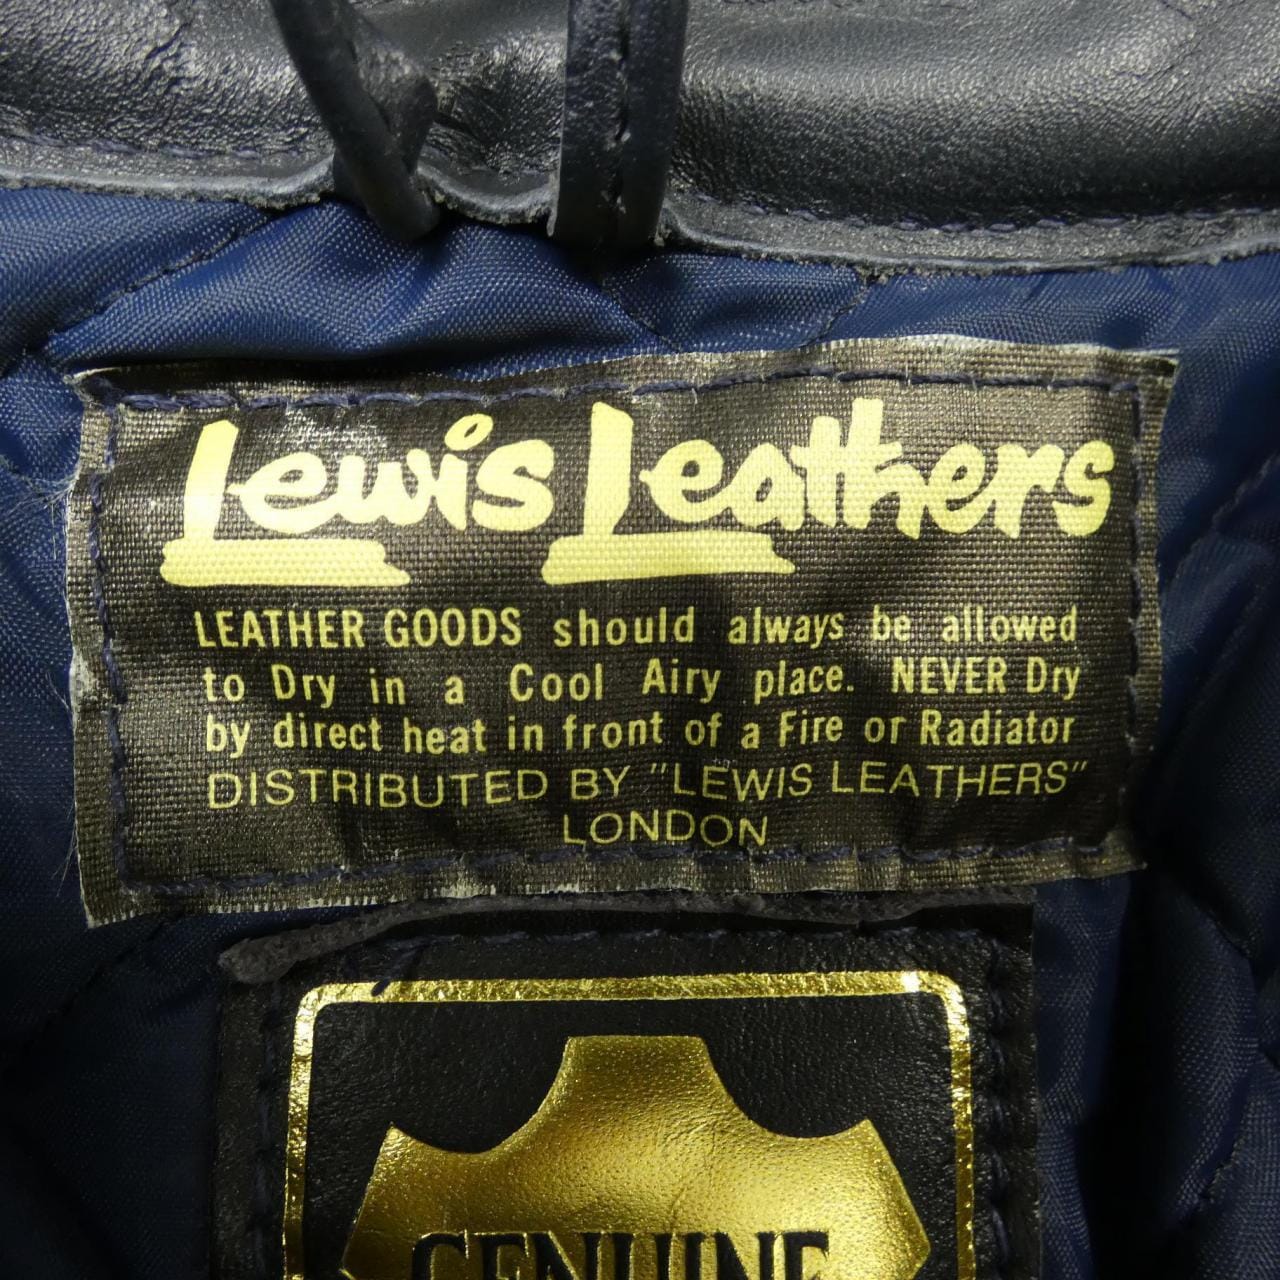 Lewis Leathers
LEATHER GOODS should always be allowed
to Dry in a Cool Airy place. NEVER Dry
by direct heat in front of a Fire or Radiator
DISTRIBUTED BY "LEWIS LEATHERS"
LONDON
GENUINE